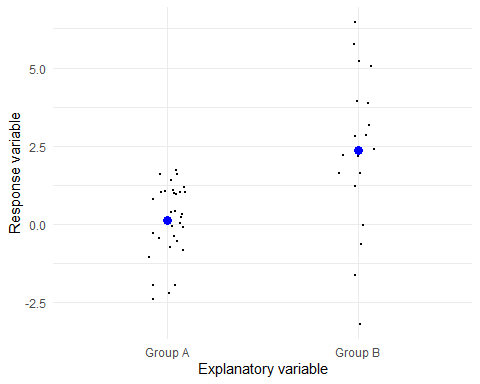 5.0
2.5
0.0
-2.5
Response variable
Group A
Group B
Explanatory variable